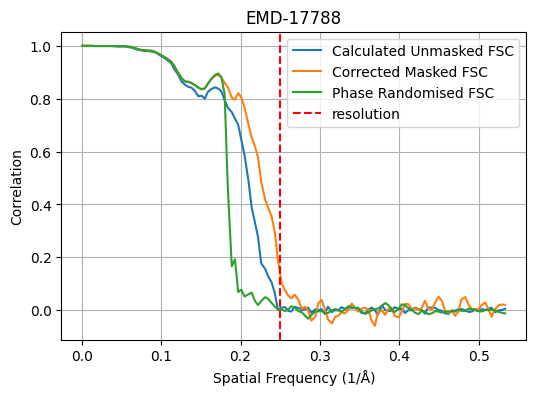 EMD-17788
Calculated Unmasked FSC
Corrected Masked FSC
Phase Randomised FSC
resolution
Correlation
1.0
0.8
0.6
0.4
0.2
0.0
0.0 0.1 0.2 0.3 0.4 0.5
Spatial Frequency (1/Å)